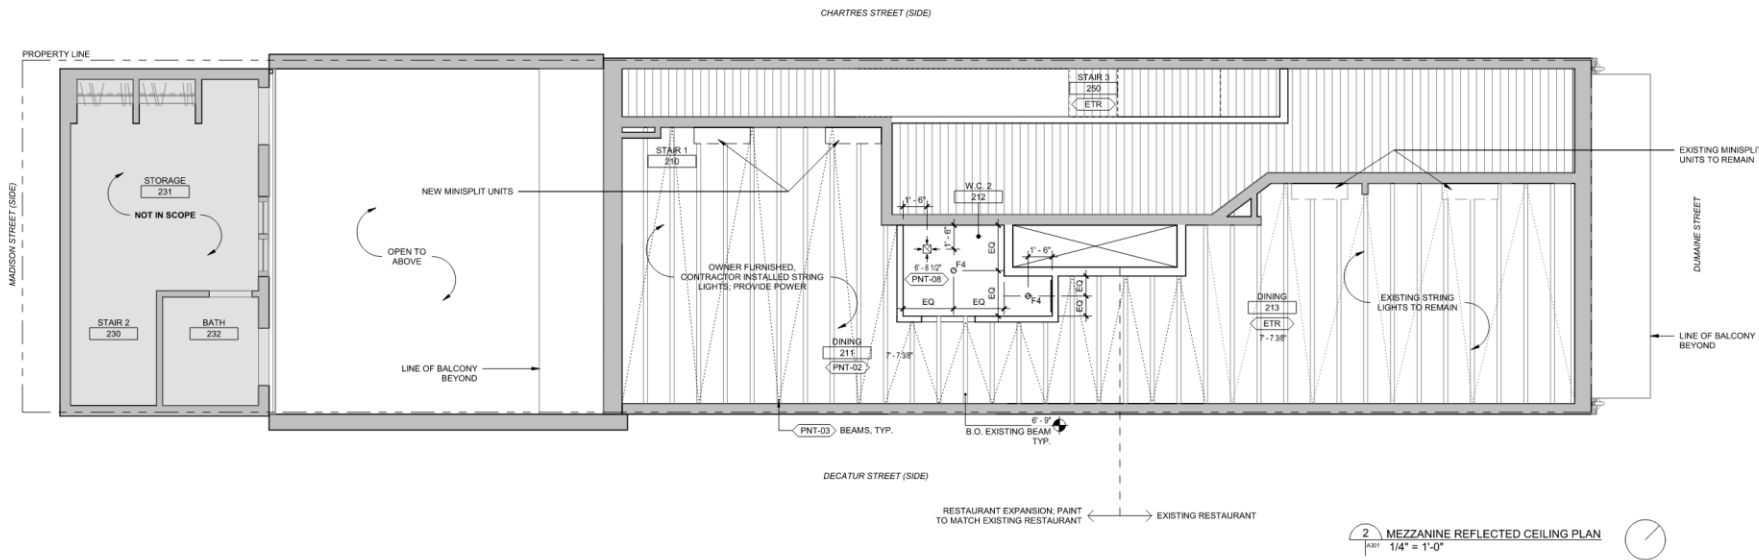 CHARTRES STREET (SIDE)
PROPERTY LINE
MADISON STREET (SIDE)
STORAGE
231
NOT IN SCOPE
STAIR 2
230
BATH
232
OPEN TO
ABOVE
LINE OF BALCONY
BEYOND
NEW MINISPLIT UNITS
STAIR 1
210
OWNER FURNISHED,
CONTRACTOR INSTALLED STRING
LIGHTS; PROVIDE POWER
DINING
211
PNT-02
7' - 7 3/8"
STAIR 3
250
ETR
W.C. 2
212
1' - 6"
1' - 6"
EQ
6' - 8 1/2"
PNT-08
F4
EQ
EQ
EQ
1' - 6"
F4
EQ
EQ
DINING
213
ETR
7' - 7 3/8"
EXISTING STRING
LIGHTS TO REMAIN
EXISTING MINISPLIT
UNITS TO REMAIN
DUMAINE STREET
LINE OF BALCONY
BEYOND
PNT-03
BEAMS, TYP.
6' - 9"
B.O. EXISTING BEAM
TYP.
DECATUR STREET (SIDE)
RESTAURANT EXPANSION; PAINT
TO MATCH EXISTING RESTAURANT
EXISTING RESTAURANT
2
A301
MEZZANINE REFLECTED CEILING PLAN
1/4" = 1'-0"